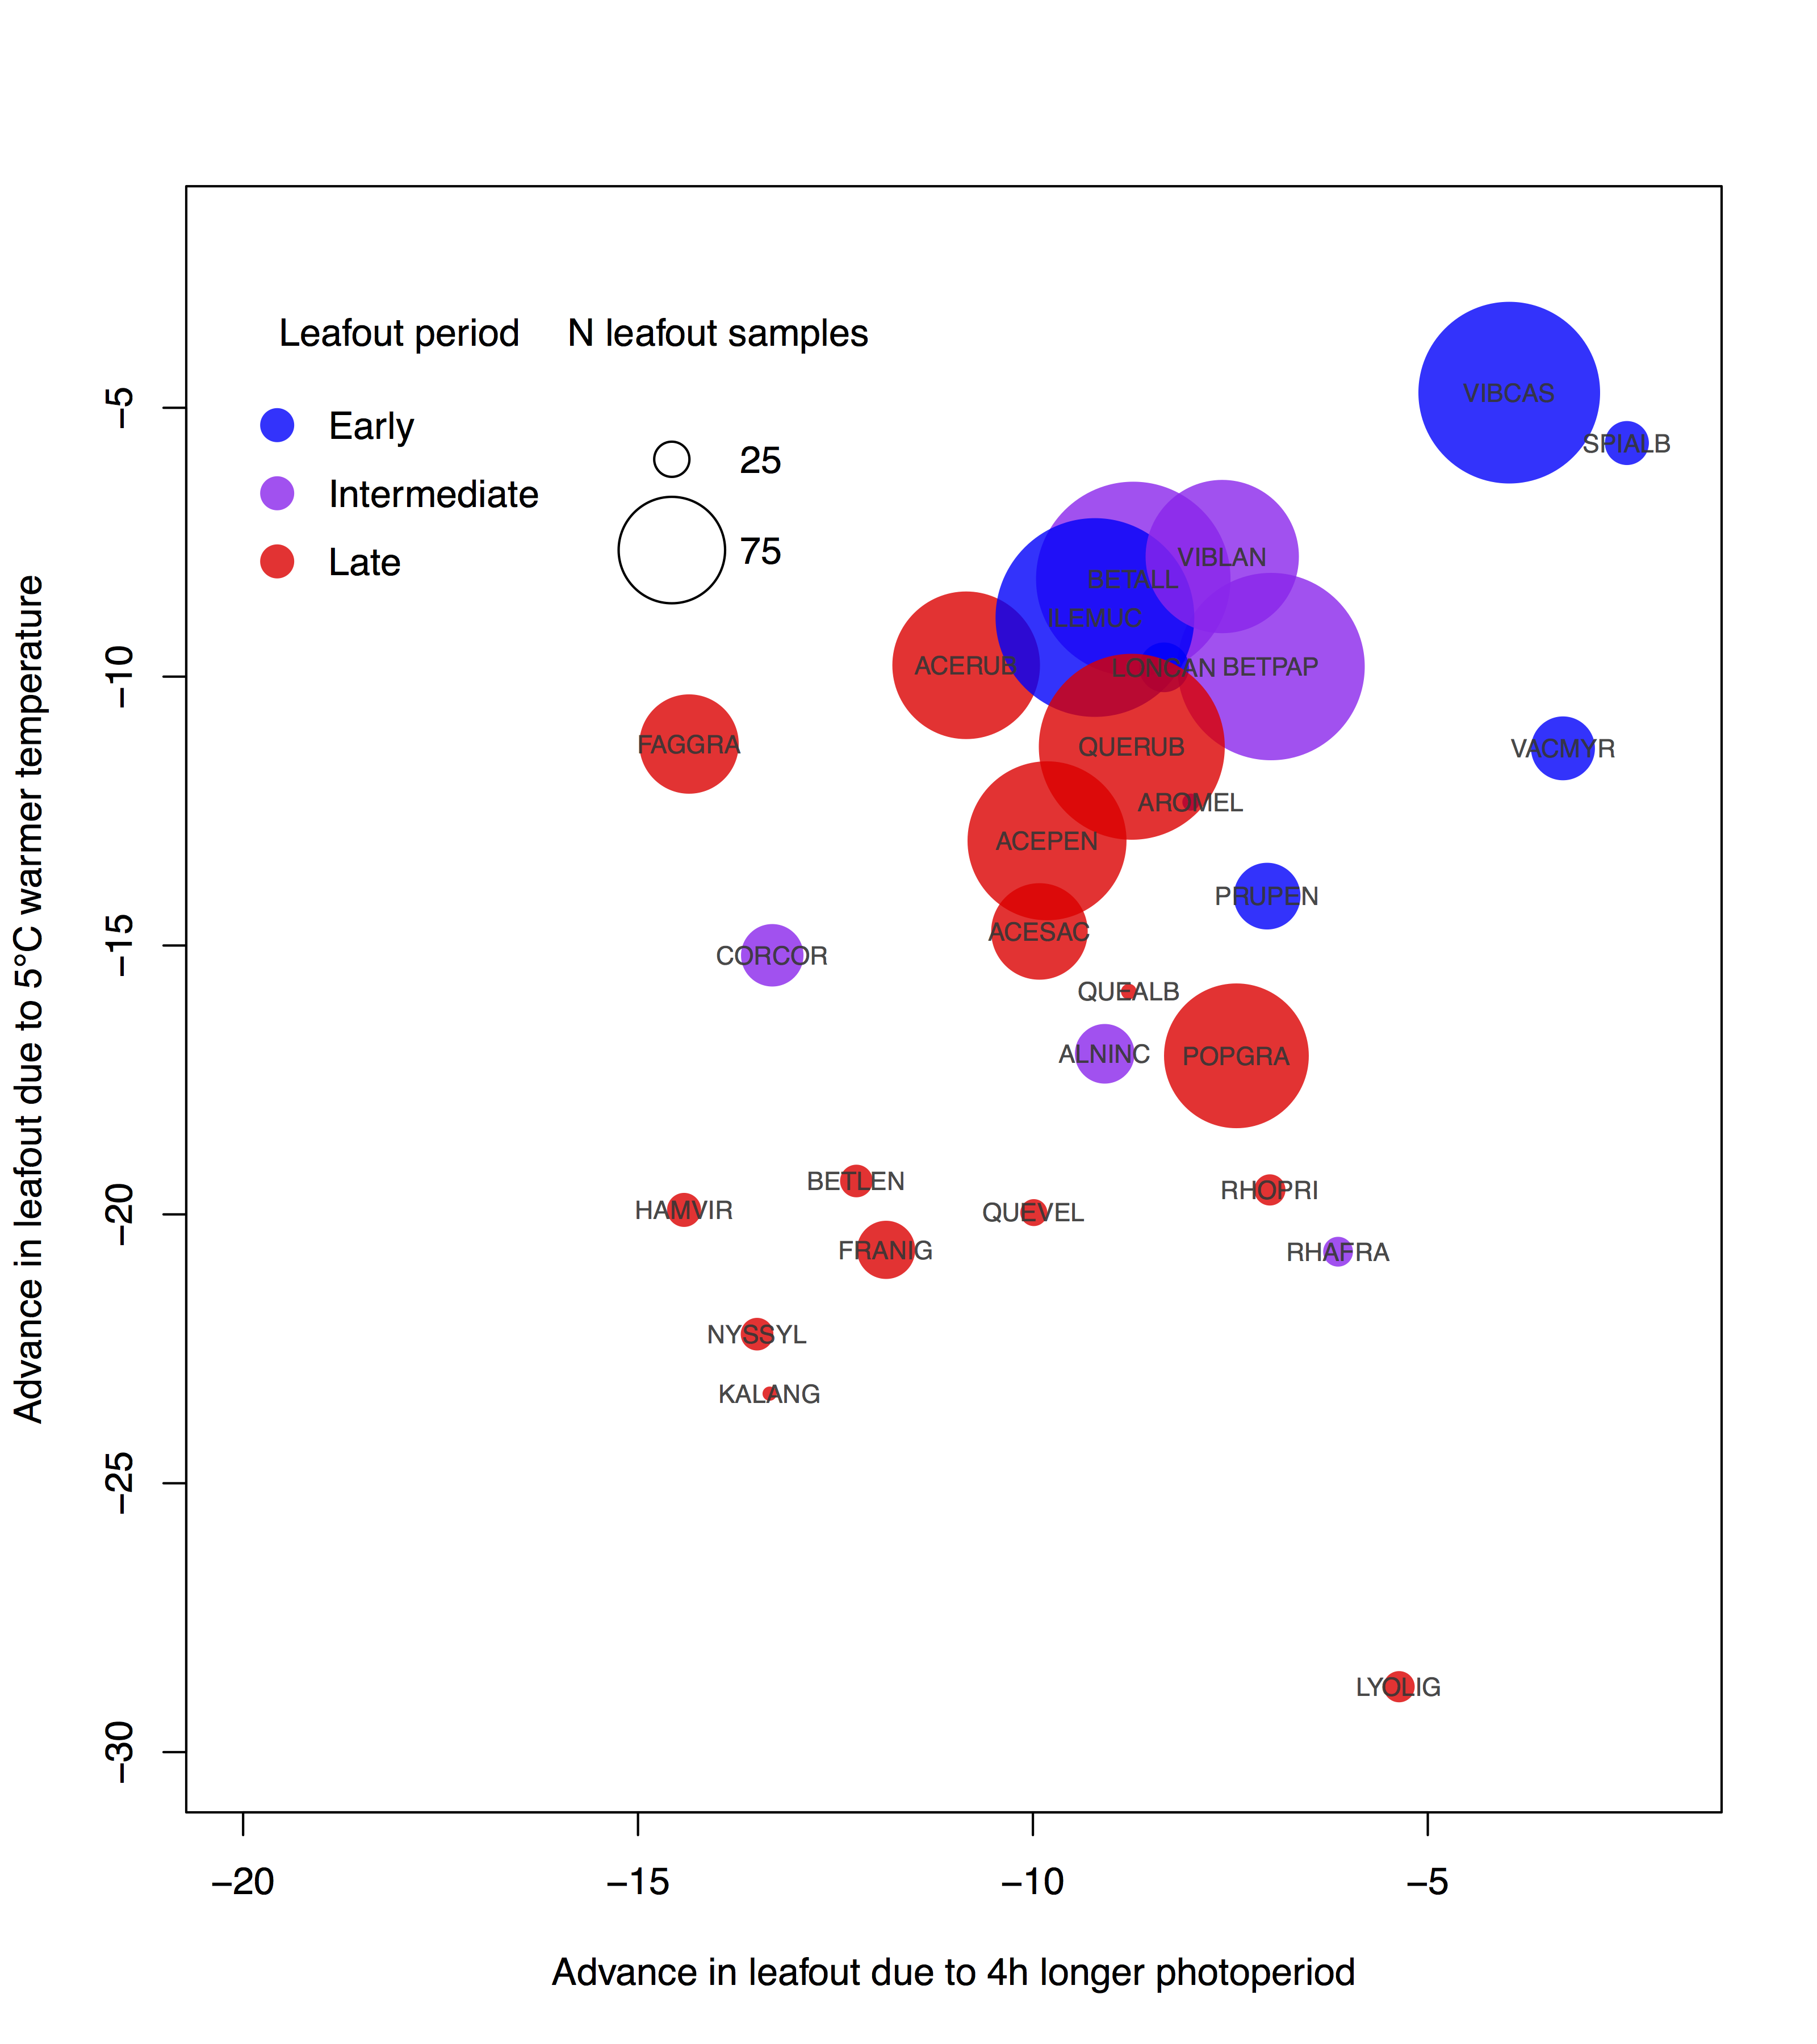 Leafout period
N leafout samples
Early
Intermediate
Late
25
75
VIBCAS
SPIALB
VIBLAN
BETALL
ILEMUC
ACERUB
LONCAN
BETPAP
FAGGRA
QUERUB
VACMYR
AROMEL
ACEPEN
PRUPEN
ACESAC
CORCOR
QUEALB
ALNINC
POPGRA
BETLEN
RHOPRI
HAMVIR
QUEVEL
FRANIG
RHAFRA
NYSSYL
KALANG
LYOLIG
Advance in leafout due to 5°C warmer temperature
−5
−10
−15
−20
−25
−30
−20
−15
−10
−5
Advance in leafout due to 4h longer photoperiod